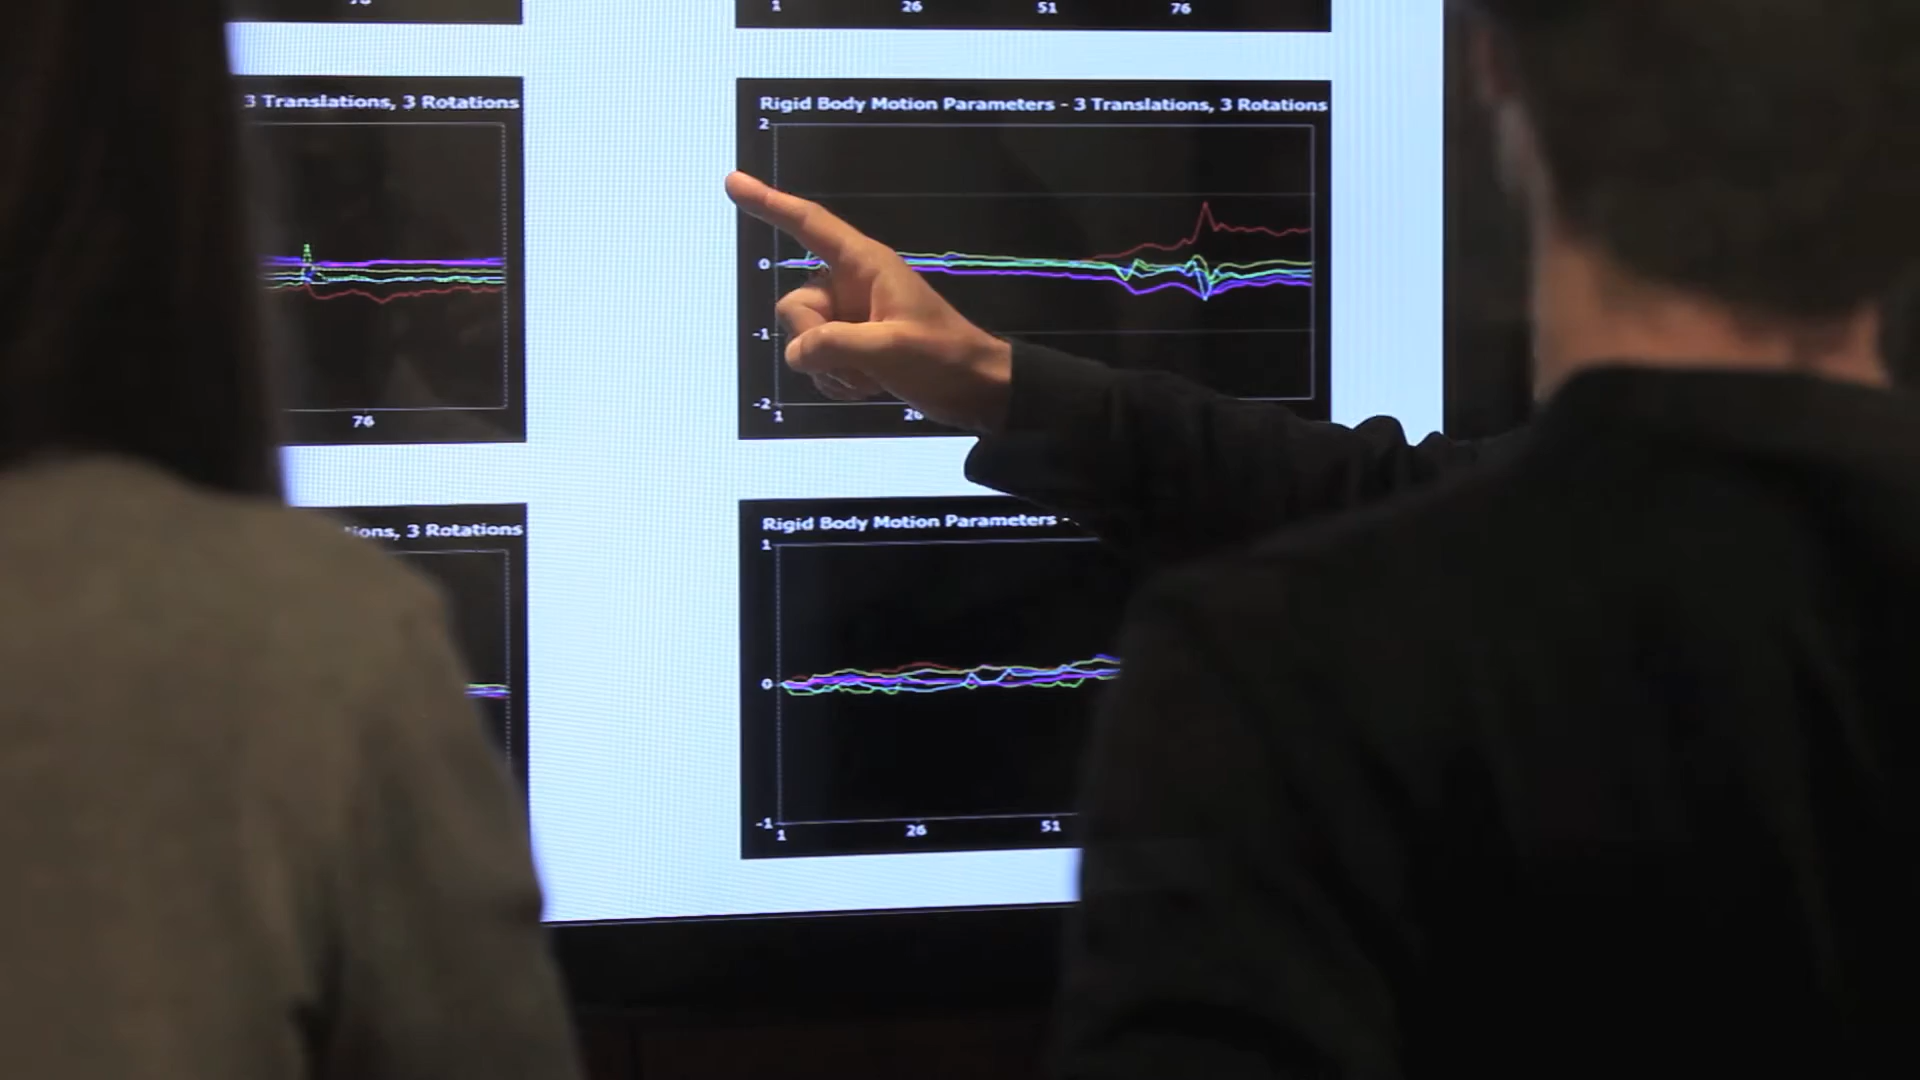 76
1 26 51 76
3 Translations, 3 Rotations
76
Rigid Body Motion Parameters - 3 Translations, 3 Rotations
2
0
-1
-2
1
, 3 Rotations
Rigid Body Motion Parameters -
1
0
-1
1 26 51